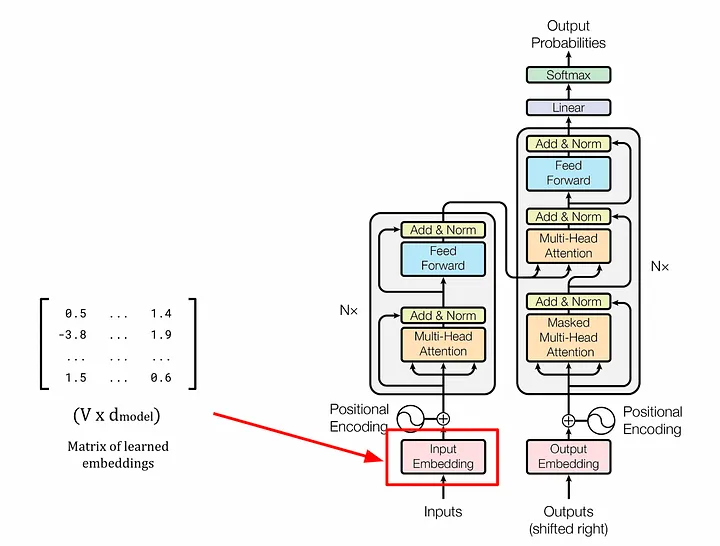 Output
Probabilities
Softmax
Linear
Add & Norm
Feed
Forward
Add & Norm
Multi-Head
Attention
Nx
Add & Norm
Masked
Multi-Head
Attention
Positional
Encoding
Output
Embedding
Outputs
(shifted right)
Add & Norm
Feed
Forward
Nx
Add & Norm
Multi-Head
Attention
Positional
Encoding
Input
Embedding
Inputs
0.5 ... 1.4
-3.8 ... 1.9
... ... ...
1.5 ... 0.6
(V x dmodel)
Matrix of learned
embeddings